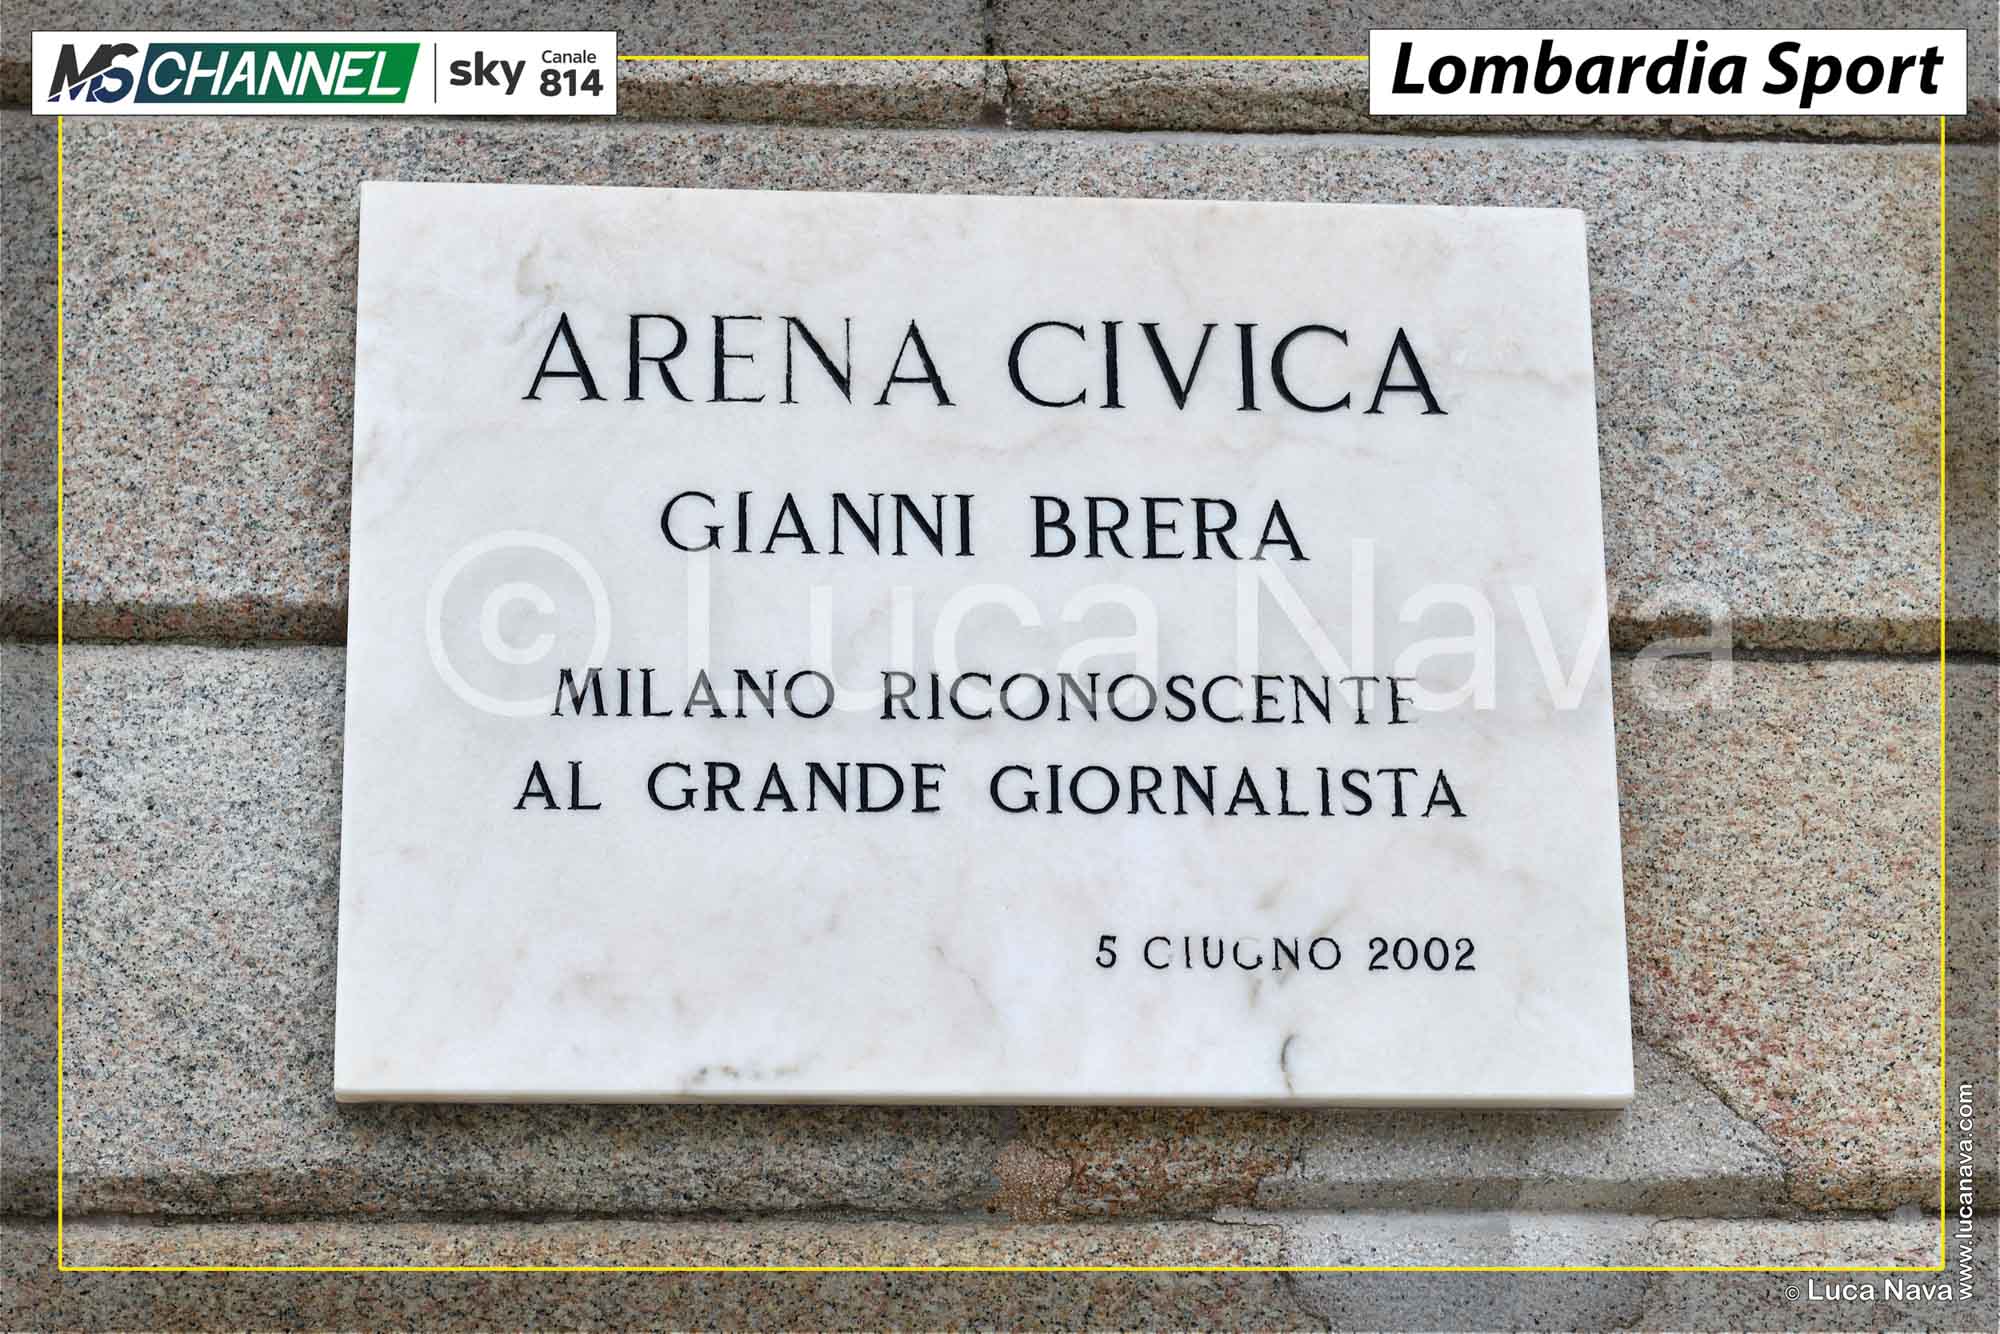 MS CHANNEL sky Canale 814
Lombardia Sport
ARENA CIVICA
GIANNI BRERA
© Luca Nava
MILANO RICONOSCENTE
AL GRANDE GIORNALISTA
5 GIUGNO 2002
www.lucanava.com
© Luca Nava